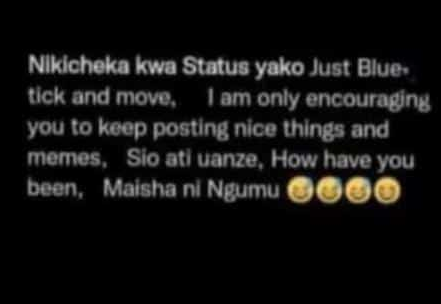 Nikicheka kwa Status yako Just Blue-
tick and move, I am only encouraging
you to keep posting nice things and
memes, Sio ati uanze, How have you
been, Maisha ni Ngumu 😅😅😅😅